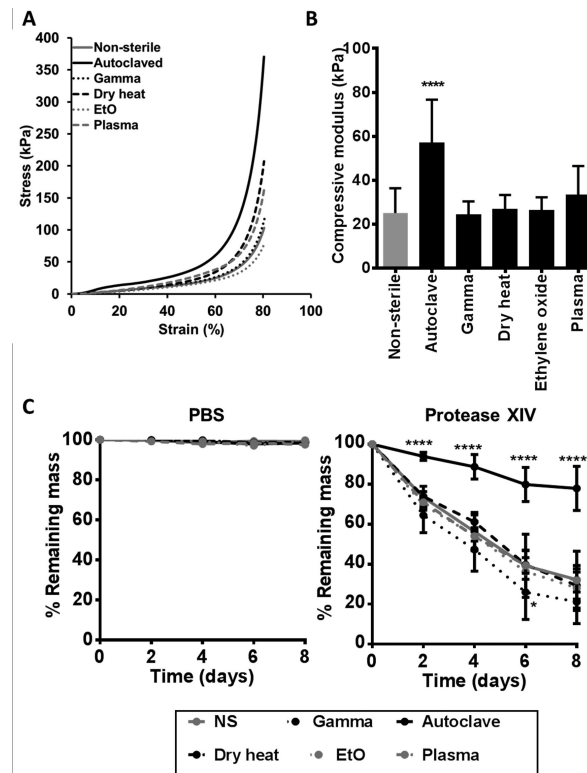 A
400
350
300
250
200
150
100
50
0
Stress (kPa)
Non-sterile
Autoclaved
Gamma
Dry heat
EtO
Plasma
0 20 40 60 80 100
Strain (%)
B
Compressive modulus (kPa)
100
80
60
40
20
0
****
Non-sterile
Autoclave
Gamma
Dry heat
Ethylene oxide
Plasma
C
PBS
% Remaining mass
100
80
60
40
20
0
0 2 4 6 8
Time (days)
Protease XIV
% Remaining mass
100
80
60
40
20
0
**** **** **** ****
*
0 2 4 6 8
Time (days)
NS Gamma Autoclave
Dry heat EtO Plasma